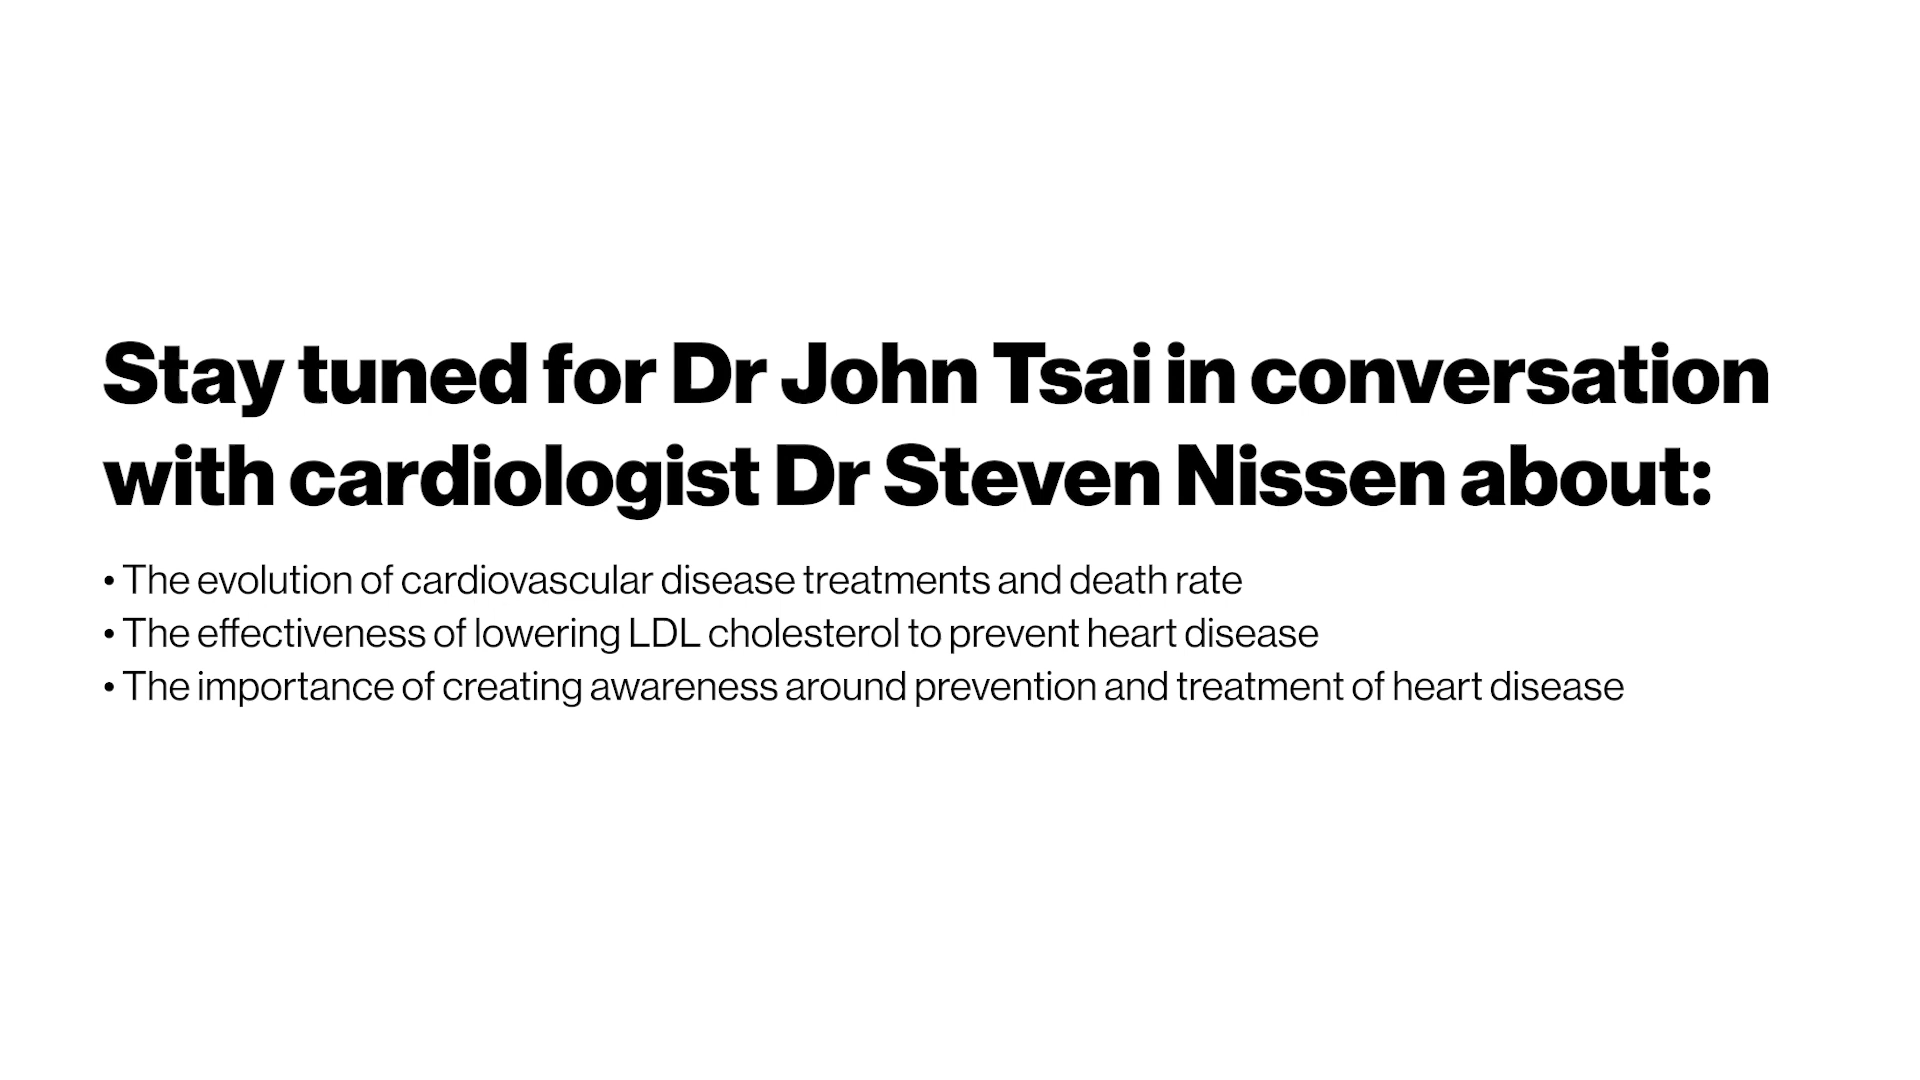 Stay tuned for Dr John Tsai in conversation
with cardiologist Dr Steven Nissen about:
• The evolution of cardiovascular disease treatments and death rate
• The effectiveness of lowering LDL cholesterol to prevent heart disease
• The importance of creating awareness around prevention and treatment of heart disease